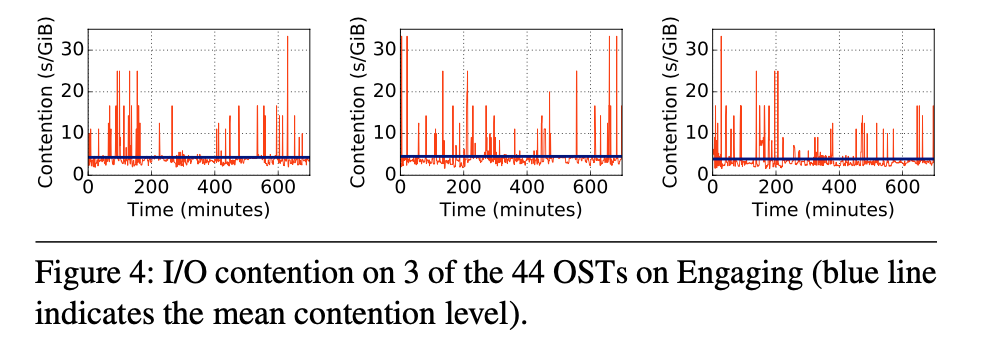 Contention (s/GiB)
30
20
10
0
0 200 400 600
Time (minutes)
Contention (s/GiB)
30
20
10
0
0 200 400 600
Time (minutes)
Contention (s/GiB)
30
20
10
0
0 200 400 600
Time (minutes)
Figure 4: I/O contention on 3 of the 44 OSTs on Engaging (blue line
indicates the mean contention level).